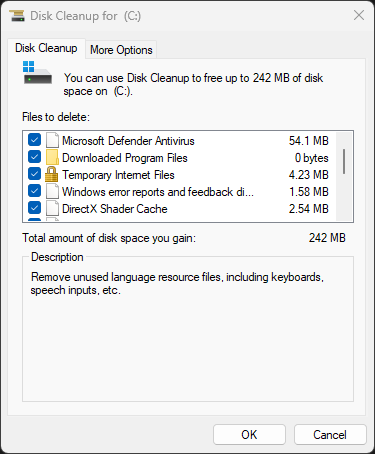 Disk Cleanup for (C:)
Disk Cleanup
More Options
You can use Disk Cleanup to free up to 242 MB of disk
space on (C:).
Files to delete:
Microsoft Defender Antivirus 54.1 MB
Downloaded Program Files 0 bytes
Temporary Internet Files 4.23 MB
Windows error reports and feedback di... 1.58 MB
DirectX Shader Cache 2.54 MB
Total amount of disk space you gain: 242 MB
Description
Remove unused language resource files, including keyboards,
speech inputs, etc.
OK Cancel